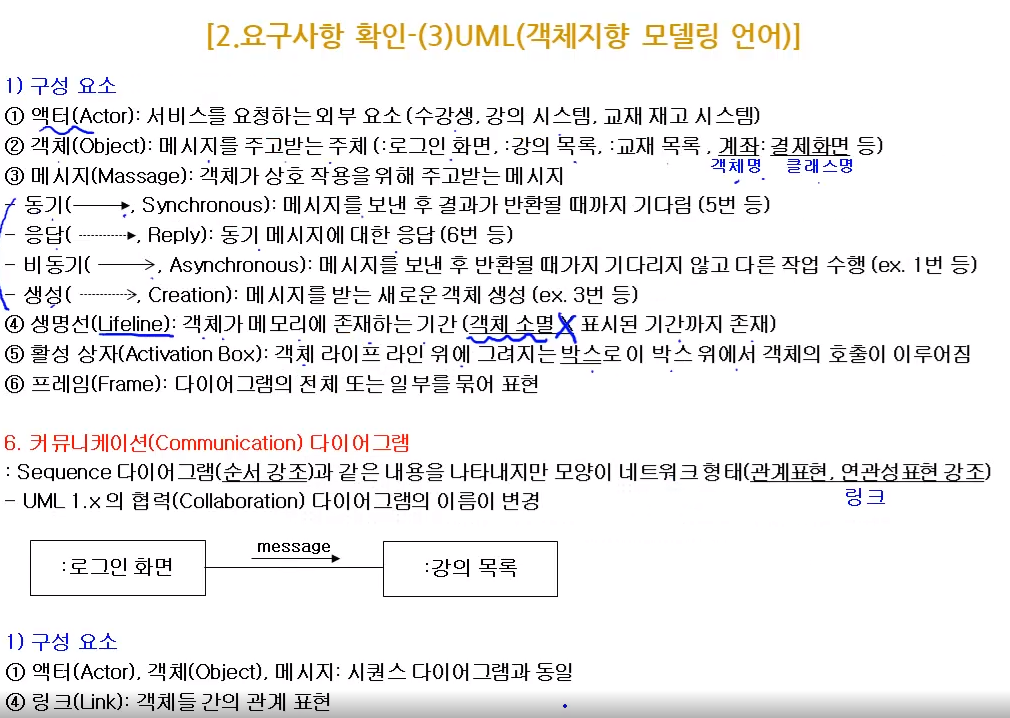 [2.요구사항 확인-(3)UML(객체지향 모델링 언어)]
1) 구성 요소
① 액터(Actor): 서비스를 요청하는 외부 요소 (수강생, 강의 시스템, 교재 재고 시스템)
② 객체(Object): 메시지를 주고받는 주체 (:로그인 화면, :강의 목록, :교재 목록 , 계좌: 결제화면 등)
객체명 클래스명
③ 메시지(Massage): 객체가 상호 작용을 위해 주고받는 메시지
- 동기( , Synchronous): 메시지를 보낸 후 결과가 반환될 때까지 기다림 (5번 등)
- 응답( , Reply): 동기 메시지에 대한 응답 (6번 등)
- 비동기( , Asynchronous): 메시지를 보낸 후 반환될 때가지 기다리지 않고 다른 작업 수행 (ex. 1번 등)
- 생성( , Creation): 메시지를 받는 새로운 객체 생성 (ex. 3번 등)
④ 생명선(Lifeline): 객체가 메모리에 존재하는 기간 (객체 소멸 X 표시된 기간까지 존재)
⑤ 활성 상자(Activation Box): 객체 라이프 라인 위에 그려지는 박스로 이 박스 위에서 객체의 호출이 이루어짐
⑥ 프레임(Frame): 다이어그램의 전체 또는 일부를 묶어 표현
6. 커뮤니케이션(Communication) 다이어그램
: Sequence 다이어그램(순서 강조)과 같은 내용을 나타내지만 모양이 네트워크 형태(관계표현, 연관성표현 강조)
링크
- UML 1.x 의 협력(Collaboration) 다이어그램의 이름이 변경
message
:로그인 화면 :강의 목록
1) 구성 요소
① 액터(Actor), 객체(Object), 메시지: 시퀀스 다이어그램과 동일
④ 링크(Link): 객체들 간의 관계 표현